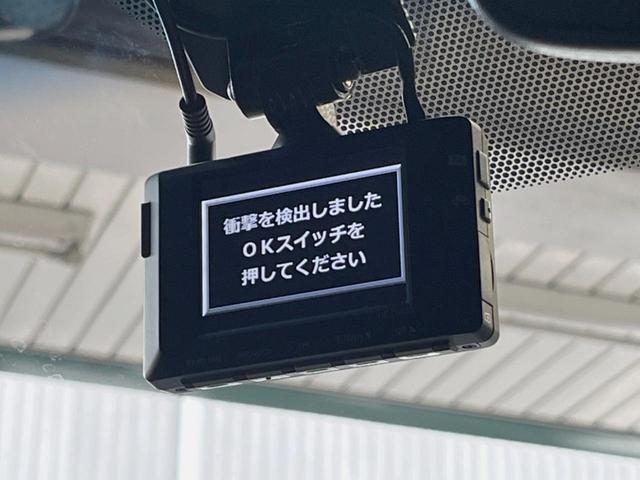 衝撃を検出しました
ＯＫスイッチを
押してください